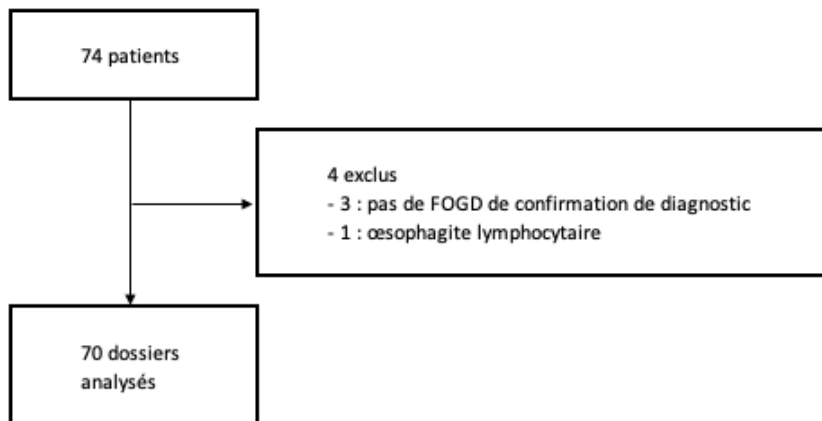 74 patients
4 exclus
- 3 : pas de FOGD de confirmation de diagnostic
- 1 : œsophagite lymphocytaire
70 dossiers
analysés